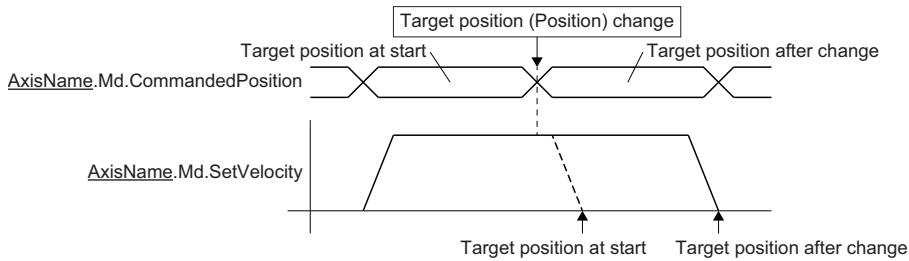 Target position (Position) change
Target position at start
Target position after change
AxisName.Md.CommandedPosition
AxisName.Md.SetVelocity
Target position at start
Target position after change